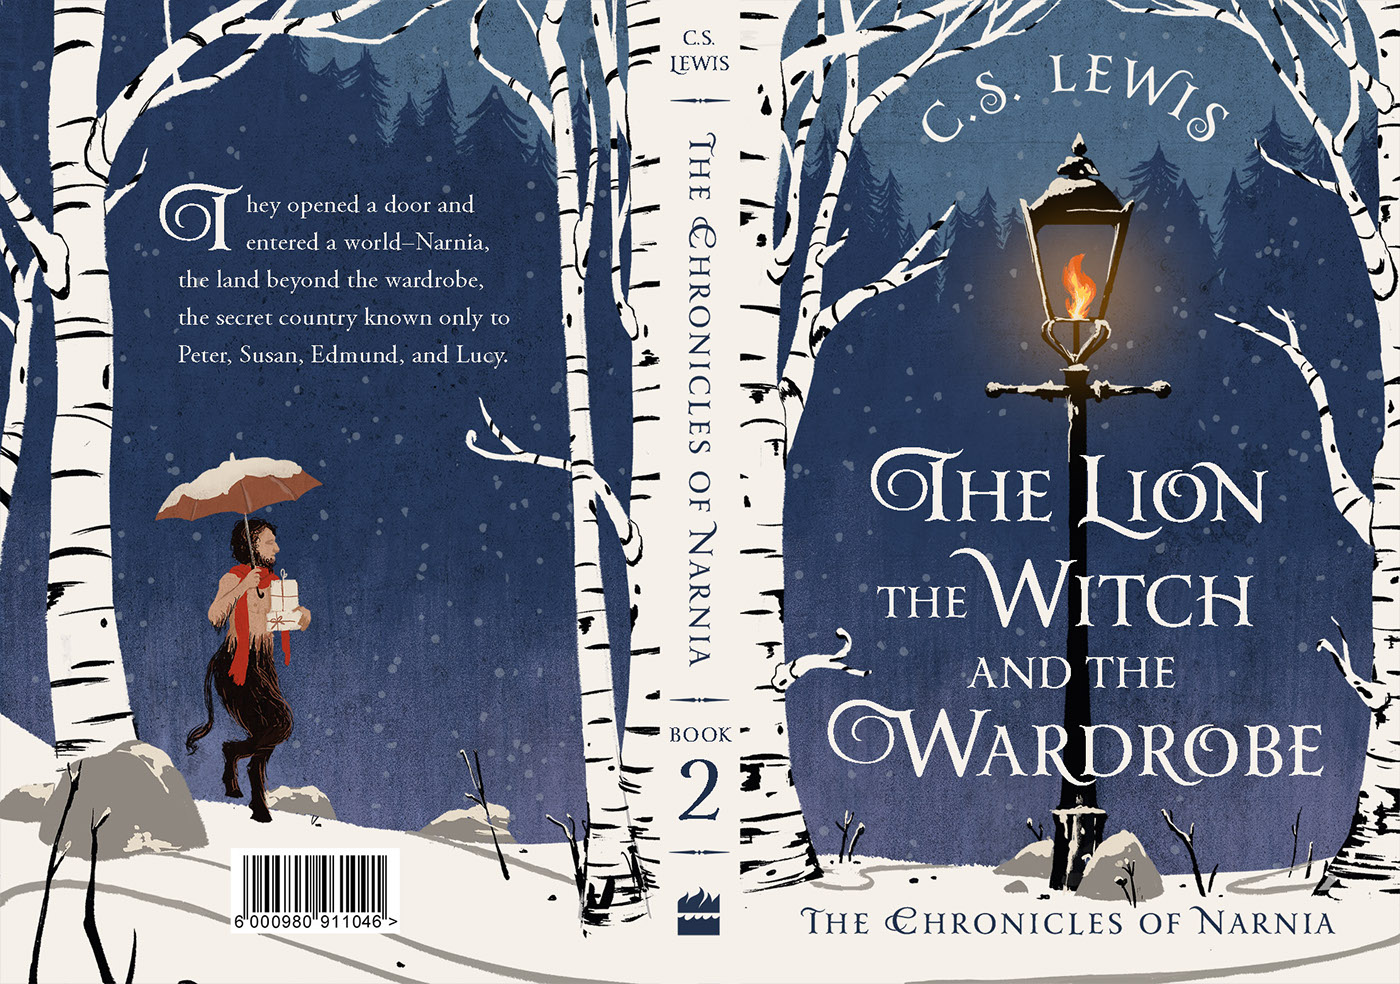 They opened a door and
entered a world–Narnia,
the land beyond the wardrobe,
the secret country known only to
Peter, Susan, Edmund, and Lucy.
6 000980 911046 >
C.S.
LEWIS
THE CHRONICLES OF NARNIA
BOOK
2
C.S. LEWIS
THE LION
THE WITCH
AND THE
WARDROBE
THE CHRONICLES OF NARNIA